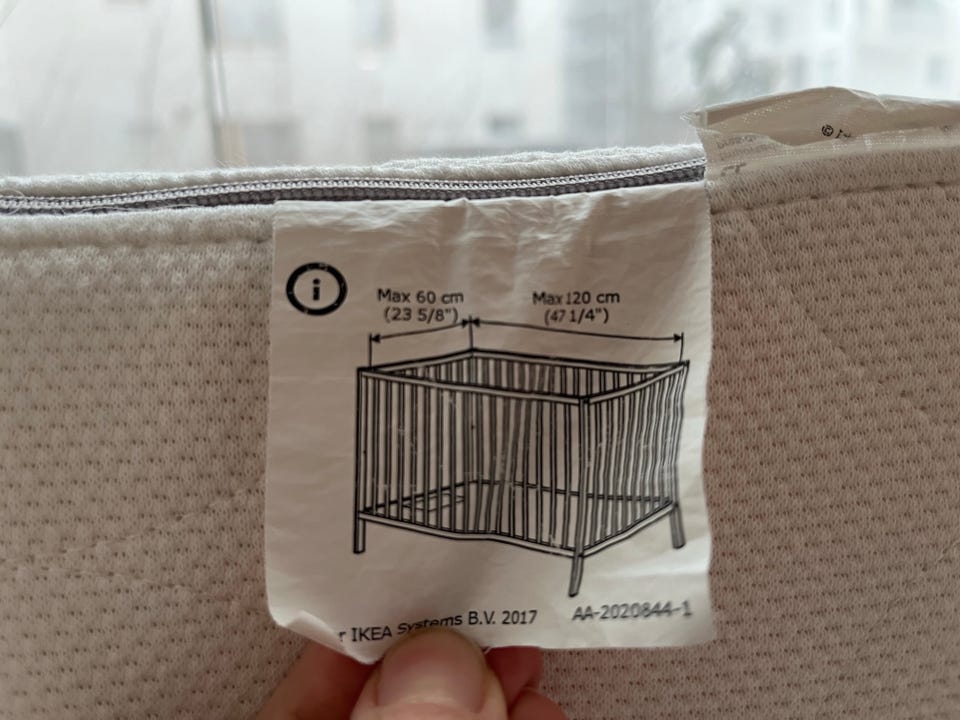 i
Max 60 cm
(23 5/8")
Max 120 cm
(47 1/4")
IKEA Systems B.V. 2017
AA-2020844-1
©